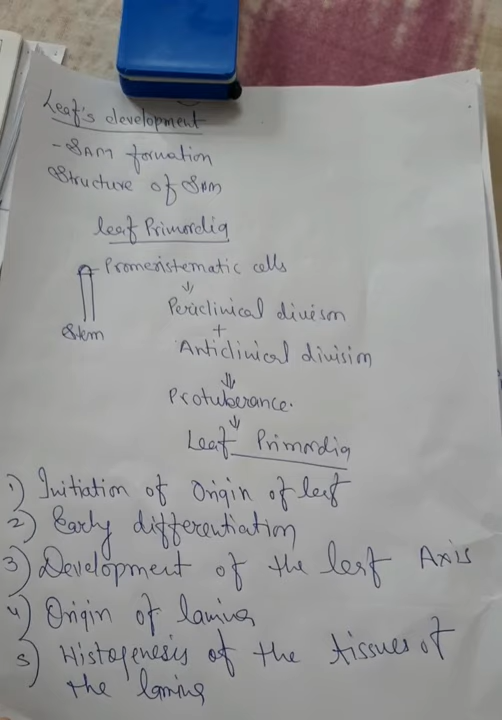 Leaf's development
- SAM formation
Structure of SAM
leaf Primordia
Promeristematic cells
Stem
Periclinical divison
+
Anticlinical division
Protuberance.
Leaf Primordia
1) Initiation of Origin of leaf
2) Early differentiation
3) Development of the leaf Axis
4) Origin of lamina
5) Histogenesis of the tissues of
the lamina